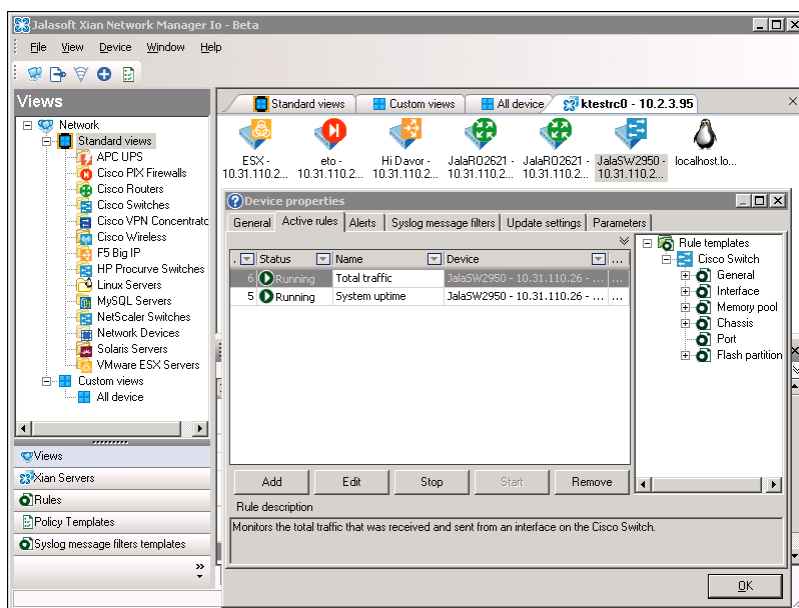 Jalasoft Xian Network Manager Io - Beta
File View Device Window Help
Views
Network
Standard views
APC UPS
Cisco PIX Firewalls
Cisco Routers
Cisco Switches
Cisco VPN Concentratc
Cisco Wireless
F5 Big IP
HP Procurve Switches
Linux Servers
MySQL Servers
NetScaler Switches
Network Devices
Solaris Servers
VMware ESX Servers
Custom views
All device
Views
Xian Servers
Rules
Policy Templates
Syslog message filters templates
Standard views Custom views All device ktestrc0 - 10.2.3.95
ESX - 10.31.110.2...
eto - 10.31.110.2...
Hi Davor - 10.31.110.2...
JalaRO2621 - 10.31.110.2...
JalaRO2621 - 10.31.110.2...
JalaSW2950 - 10.31.110.2...
localhost.lo...
Device properties
General Active rules Alerts Syslog message filters Update settings Parameters
. Status Name Device ...
6 Running Total traffic JalaSW2950 - 10.31.110.26 - ... ...
5 Running System uptime JalaSW2950 - 10.31.110.26 - ... ...
Rule templates
Cisco Switch
General
Interface
Memory pool
Chassis
Port
Flash partition
Add Edit Stop Start Remove
Rule description
Monitors the total traffic that was received and sent from an interface on the Cisco Switch.
OK